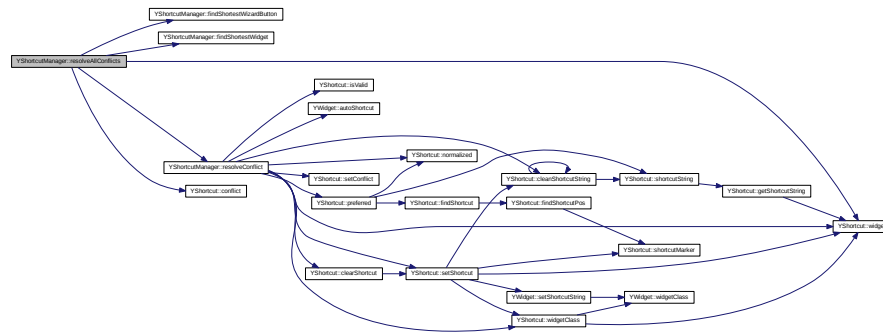 YShortcutManager::findShortestWizardButton
YShortcutManager::findShortestWidget
YShortcutManager::resolveAllConflicts
YShortcut::isValid
YWidget::autoShortcut
YShortcut::normalized
YShortcutManager::resolveConflict
YShortcut::setConflict
YShortcut::cleanShortcutString
YShortcut::shortcutString
YShortcut::conflict
YShortcut::getShortcutString
YShortcut::preferred
YShortcut::findShortcut
YShortcut::findShortcutPos
YShortcut::widget
YShortcut::shortcutMarker
YShortcut::clearShortcut
YShortcut::setShortcut
YWidget::setShortcutString
YWidget::widgetClass
YShortcut::widgetClass